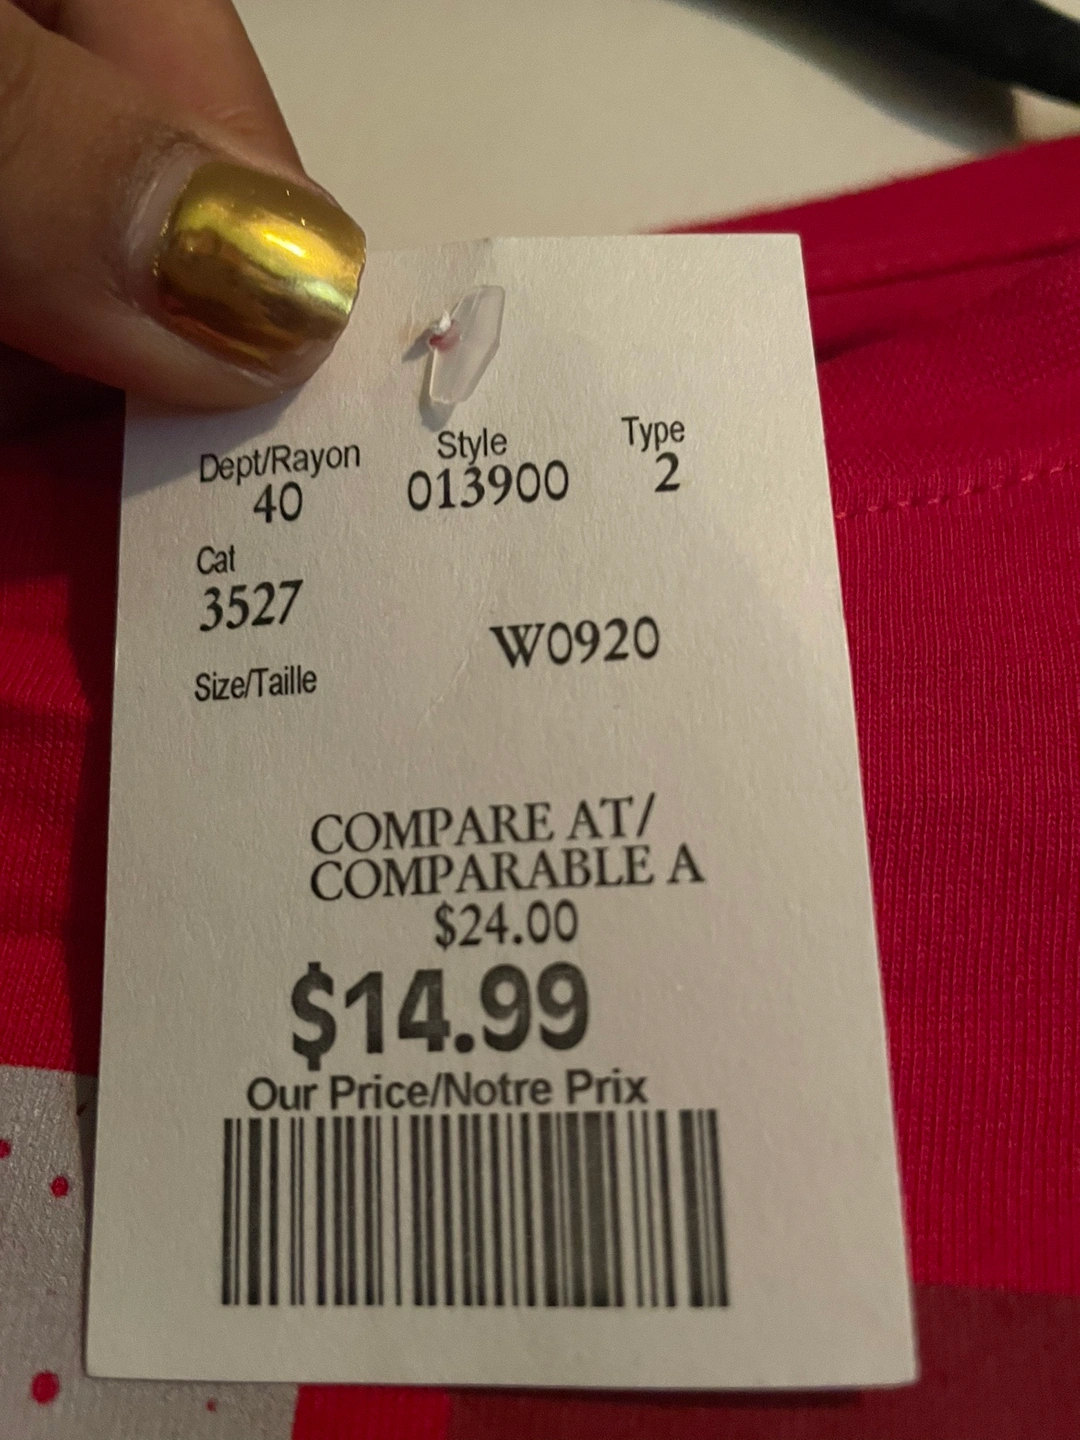 Dept/Rayon Style Type
40 013900 2
Cat
3527
W0920
Size/Taille
COMPARE AT/
COMPARABLE A
$24.00
$14.99
Our Price/Notre Prix